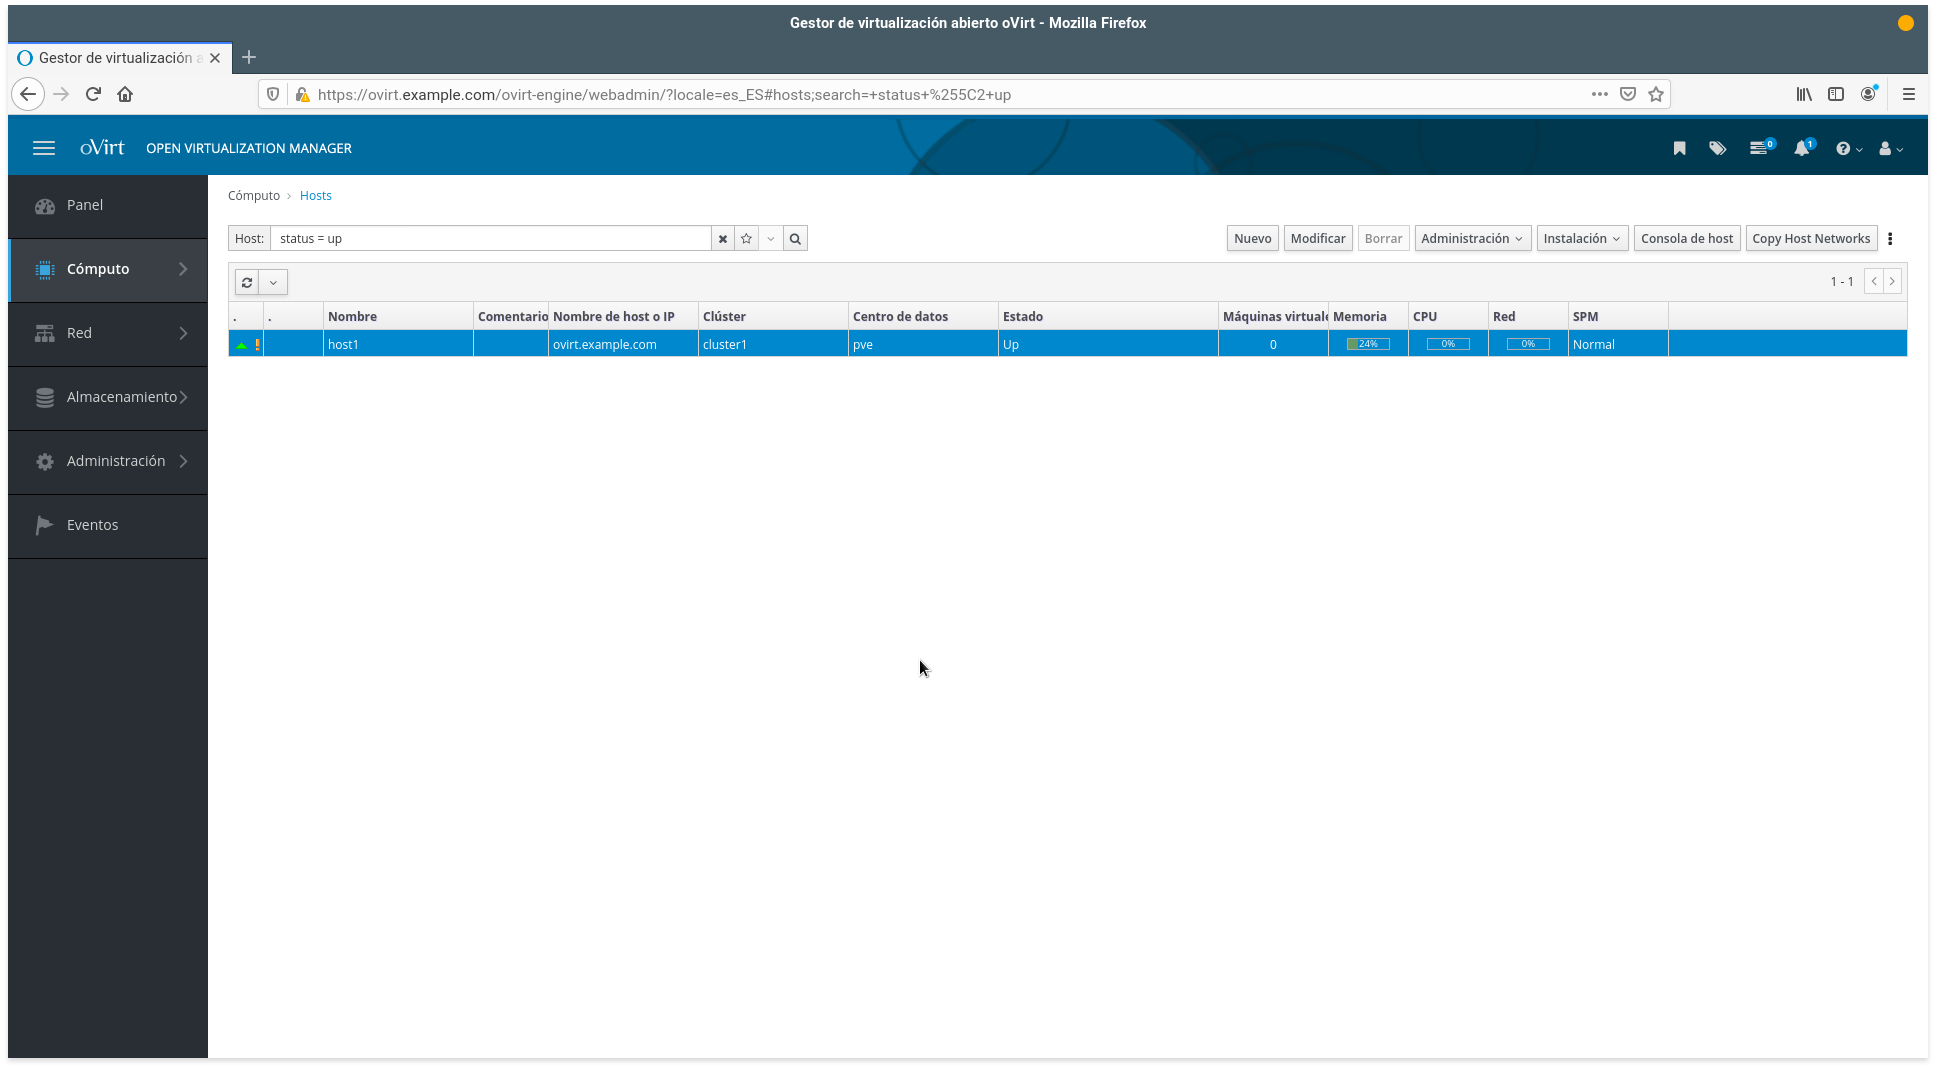 Gestor de virtualización abierto oVirt - Mozilla Firefox
Gestor de virtualización a
https://ovirt.example.com/ovirt-engine/webadmin/?locale=es_ES#hosts;search=+status+%255C2+up
oVirt OPEN VIRTUALIZATION MANAGER 0 1
Panel
Cómputo
Red
Almacenamiento
Administración
Eventos
Cómputo > Hosts
Host: status = up Nuevo Modificar Borrar Administración Instalación Consola de host Copy Host Networks
1 - 1
. . Nombre Comentario Nombre de host o IP Clúster Centro de datos Estado Máquinas virtuale Memoria CPU Red SPM
host1 ovirt.example.com cluster1 pve Up 0 24% 0% 0% Normal